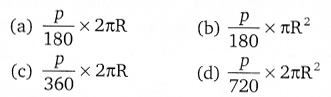 (a) p/180 × 2πR (b) p/180 × πR²
(c) p/360 × 2πR (d) p/720 × 2πR²